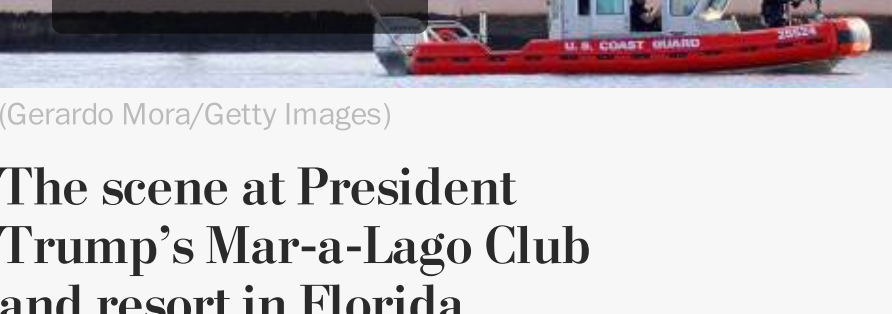 U.S. COAST GUARD
25524
(Gerardo Mora/Getty Images)
The scene at President
Trump’s Mar-a-Lago Club
and resort in Florida